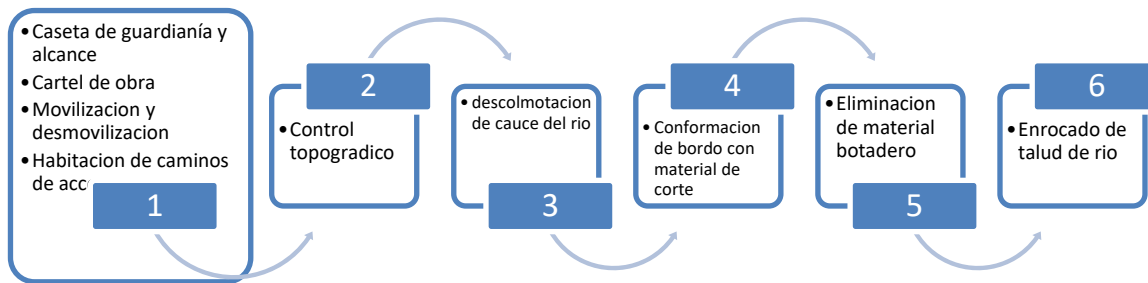 • Caseta de guardianía y
alcance
• Cartel de obra
• Movilizacion y
desmovilizacion
• Habitacion de caminos
de
1
2
• Control
topogradico
• descolmotacion
de cauce del rio
3
4
• Conformacion
de bordo con
material de
corte
• Eliminacion
de material
botadero
5
6
• Enrocado de
talud de rio